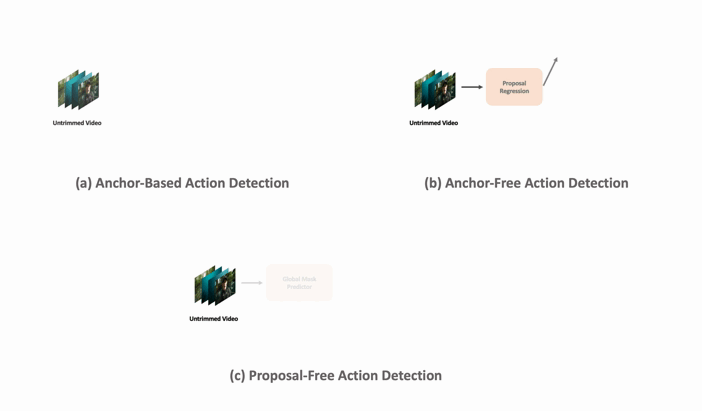 Proposal
Regression
Untrimmed Video
Untrimmed Video
(a) Anchor-Based Action Detection
(b) Anchor-Free Action Detection
Global Mask
Predictor
Untrimmed Video
(c) Proposal-Free Action Detection